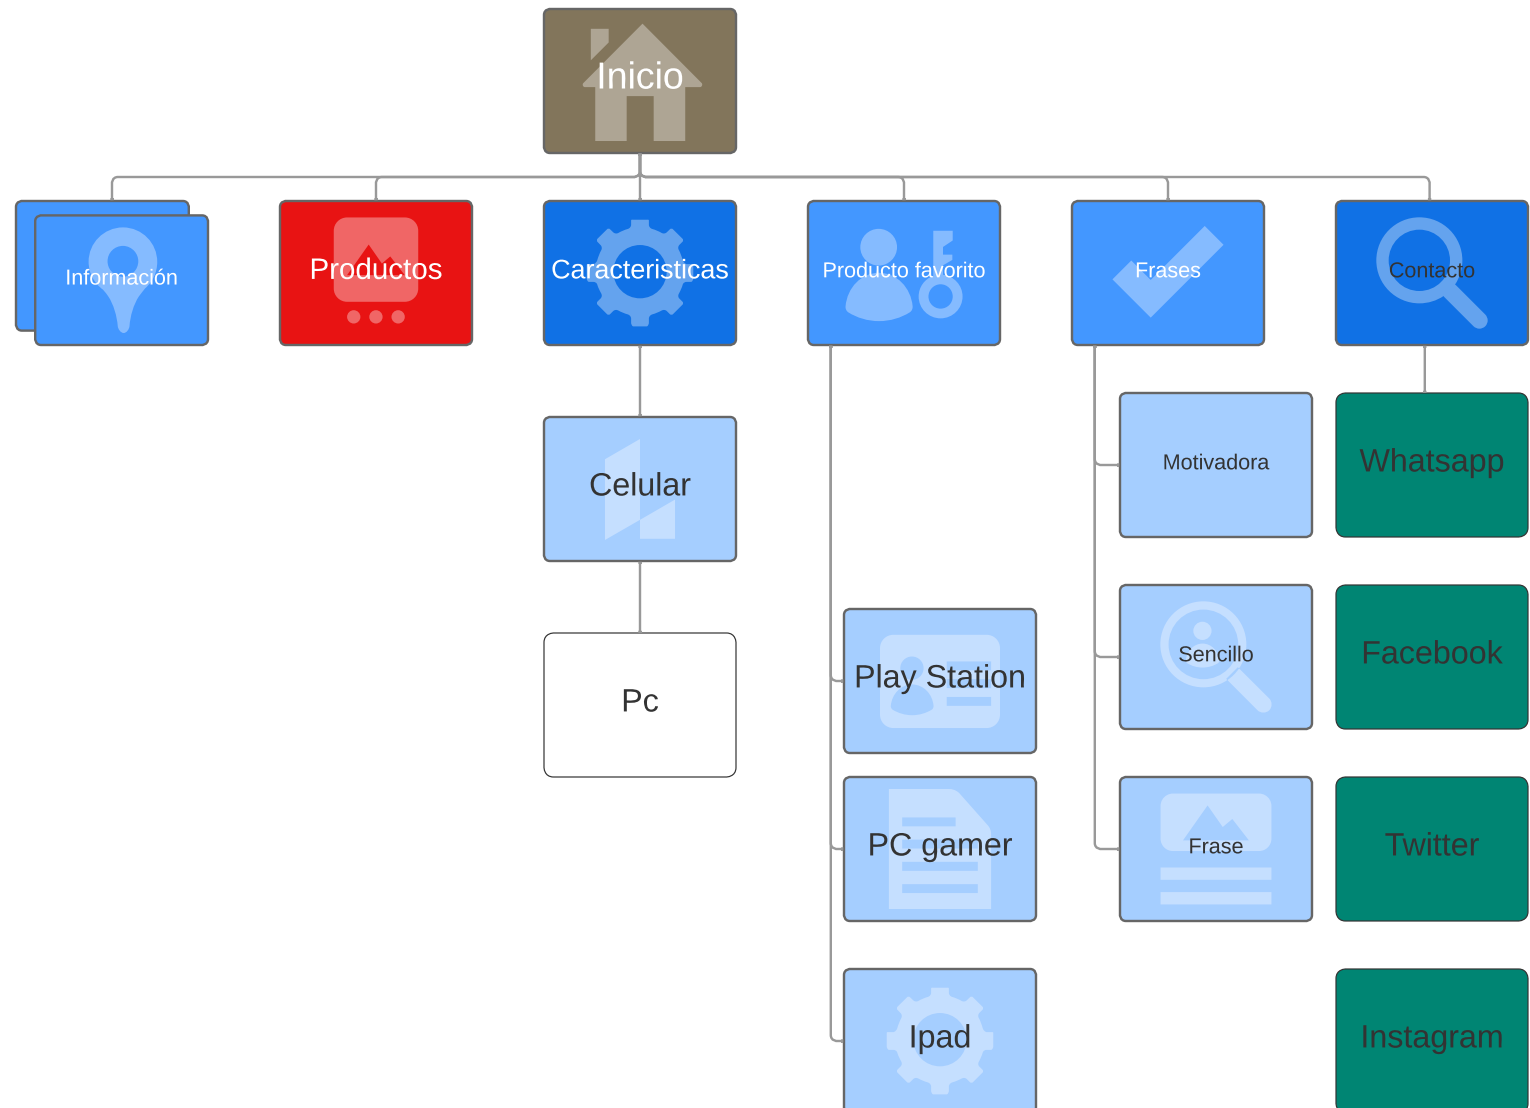 Inicio
Información
Productos
Caracteristicas
Producto favorito
Frases
Contacto
Celular
Pc
Play Station
PC gamer
Ipad
Motivadora
Sencillo
Frase
Whatsapp
Facebook
Twitter
Instagram